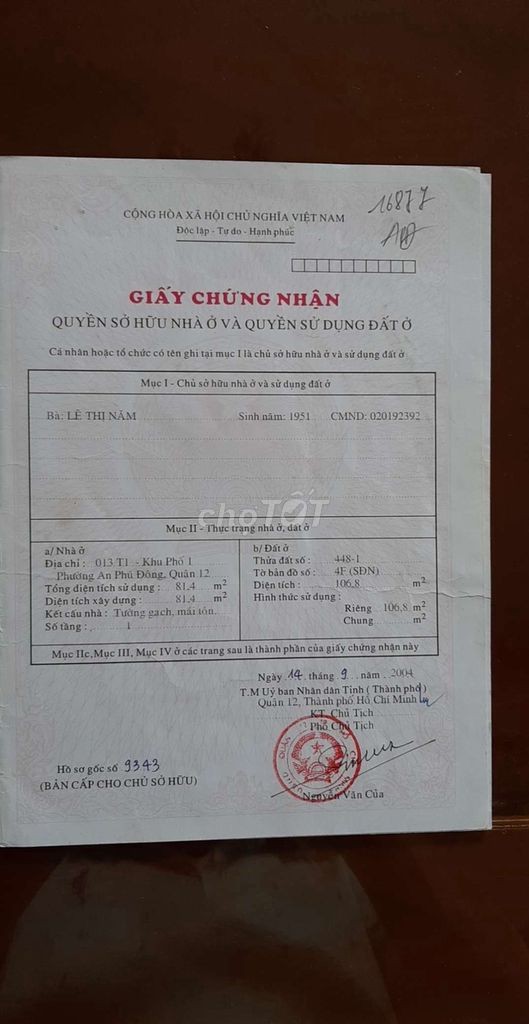 16877
CỘNG HÒA XÃ HỘI CHỦ NGHĨA VIỆT NAM
Độc lập - Tự do - Hạnh phúc
GIẤY CHỨNG NHẬN
QUYỀN SỞ HỮU NHÀ Ở VÀ QUYỀN SỬ DỤNG ĐẤT Ở
Cá nhân hoặc tổ chức có tên ghi tại mục I là chủ sở hữu nhà ở và sử dụng đất ở
Mục I - Chủ sở hữu nhà ở và sử dụng đất ở
Bà: LÊ THỊ NĂM Sinh năm: 1951 CMND: 020192392
chợTỐT
Mục II - Thực trạng nhà ở, đất ở
a/ Nhà ở
Địa chỉ : 013 T1 - Khu Phố 1
Phường An Phú Đông, Quận 12
Tổng diện tích sử dụng : 81,4 m²
Diện tích xây dựng : 81,4 m²
Kết cấu nhà : Tường gạch, mái tôn.
Số tầng : 1
b/ Đất ở
Thửa đất số : 448-1
Tờ bản đồ số : 4F (SĐN)
Diện tích : 106,8 m²
Hình thức sử dụng :
Riêng 106,8 m²
Chung m²
Mục IIc, Mục III, Mục IV ở các trang sau là thành phần của giấy chứng nhận này
Ngày 14 tháng 9 năm 2004
T.M Uỷ ban Nhân dân Tỉnh ( Thành phố )
Quận 12, Thành phố Hồ Chí Minh
KT. Chủ Tịch
Phó Chủ Tịch
Hồ sơ gốc số 9343
(BẢN CẤP CHO CHỦ SỞ HỮU)
Nguyễn Văn Của